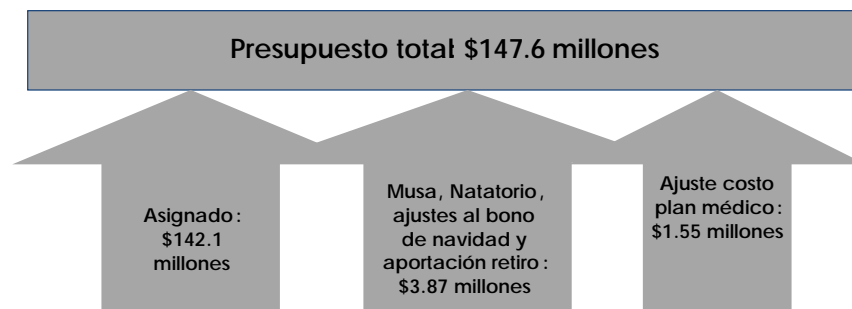 Presupuesto total: $147.6 millones
Asignado:
$142.1
millones
Musa, Natatorio,
ajustes al bono
de navidad y
aportación retiro:
$3.87 millones
Ajuste costo
plan médico:
$1.55 millones